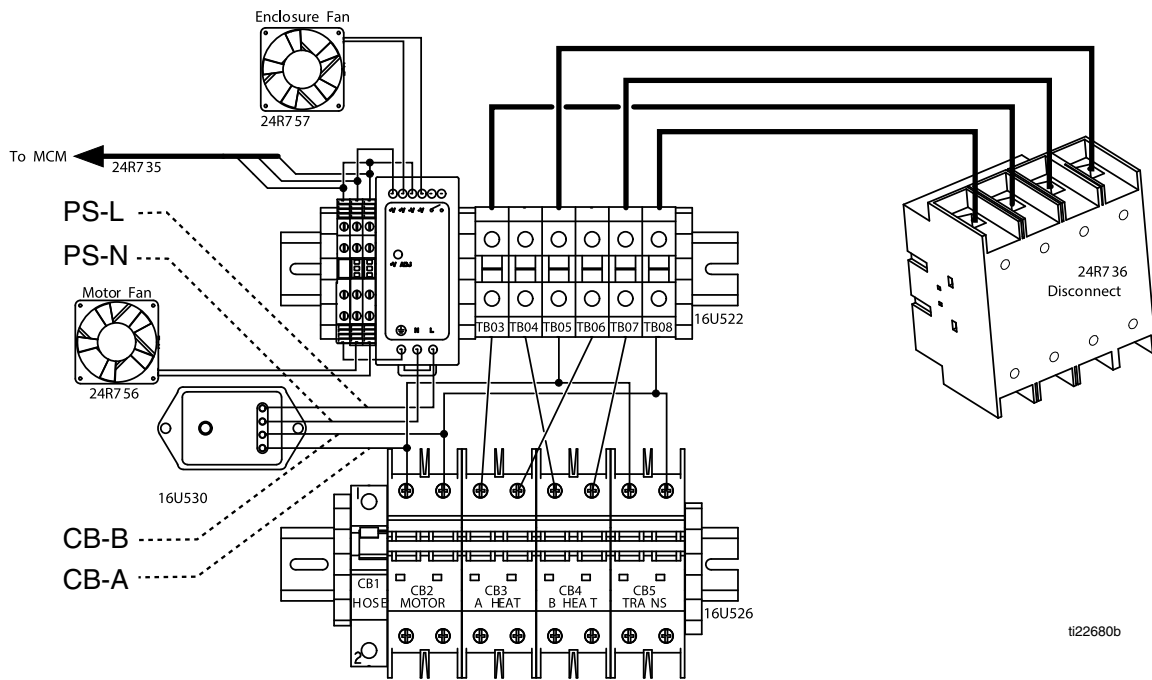 Enclosure Fan
24R757
To MCM
24R735
PS-L
PS-N
Motor Fan
24R756
+V ADJ
N L
TB03 TB04 TB05 TB06 TB07 TB08
16U522
24R736
Disconnect
16U530
CB-B
CB-A
1
CB1
HOSE
2
CB2
MOTOR
CB3
A HEAT
CB4
B HEAT
CB5
TRANS
16U526
ti22680b